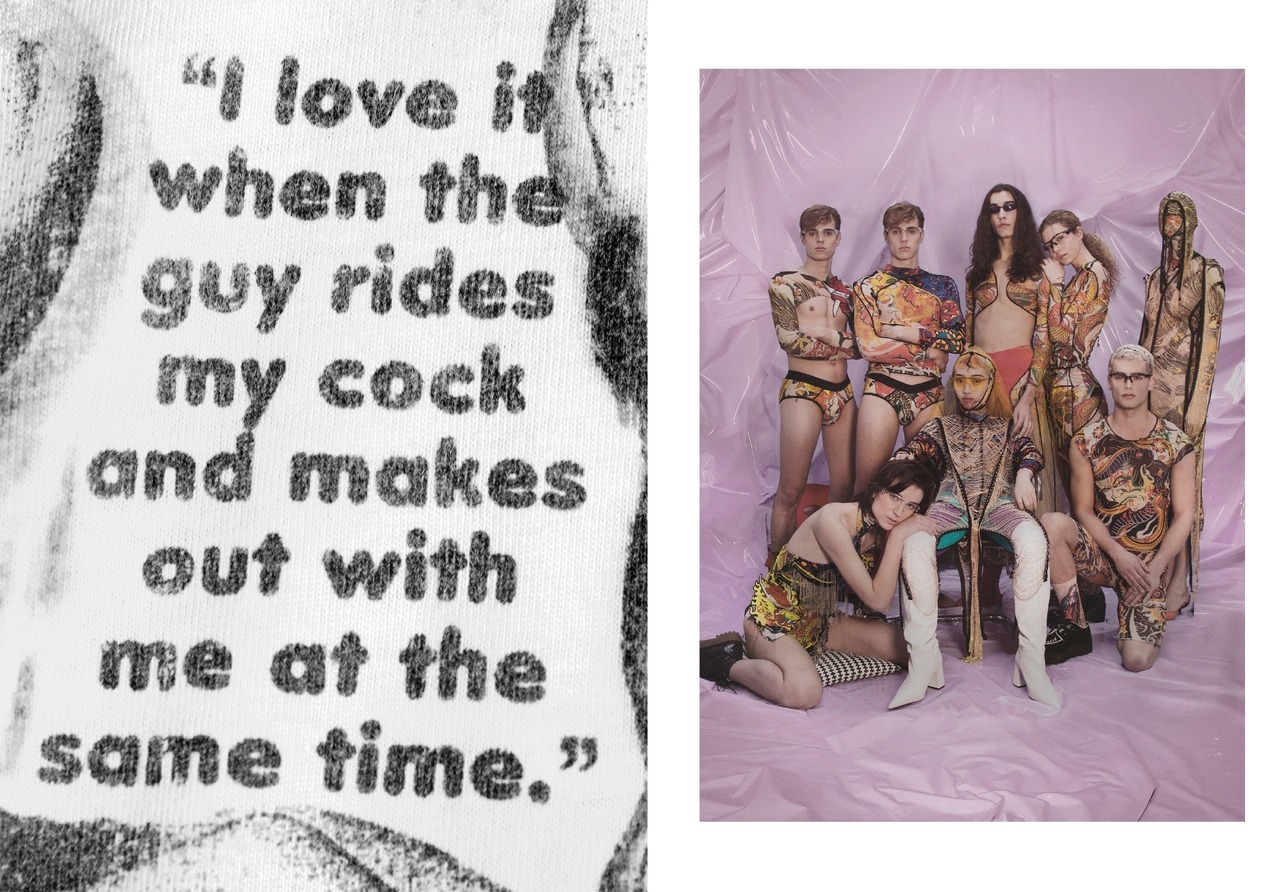 “I love it
when the
guy rides
my cock
and makes
out with
me at the
same time.”